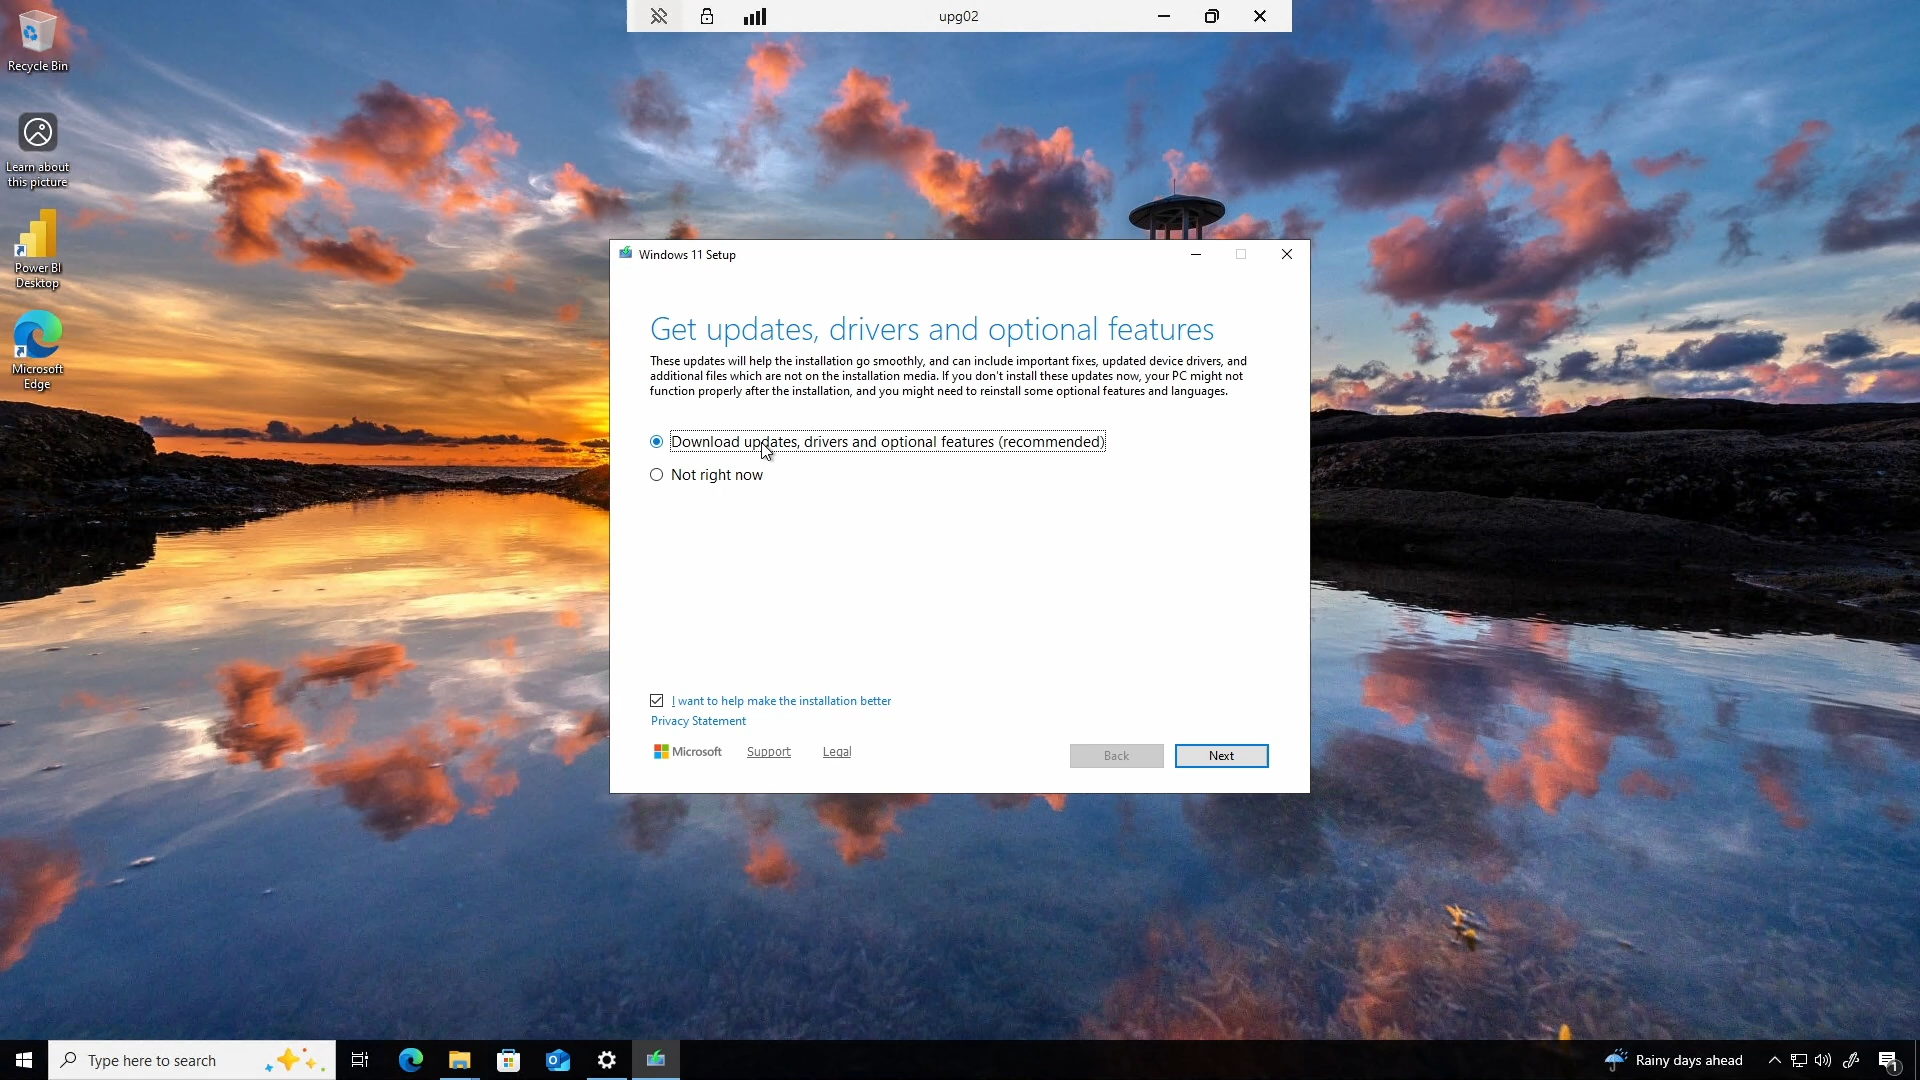 upg02
Recycle Bin
Learn about
this picture
Power BI
Desktop
Microsoft
Edge
Windows 11 Setup
Get updates, drivers and optional features
These updates will help the installation go smoothly, and can include important fixes, updated device drivers, and
additional files which are not on the installation media. If you don't install these updates now, your PC might not
function properly after the installation, and you might need to reinstall some optional features and languages.
Download updates, drivers and optional features (recommended)
Not right now
I want to help make the installation better
Privacy Statement
Microsoft Support Legal
Back Next
Type here to search
Rainy days ahead
1